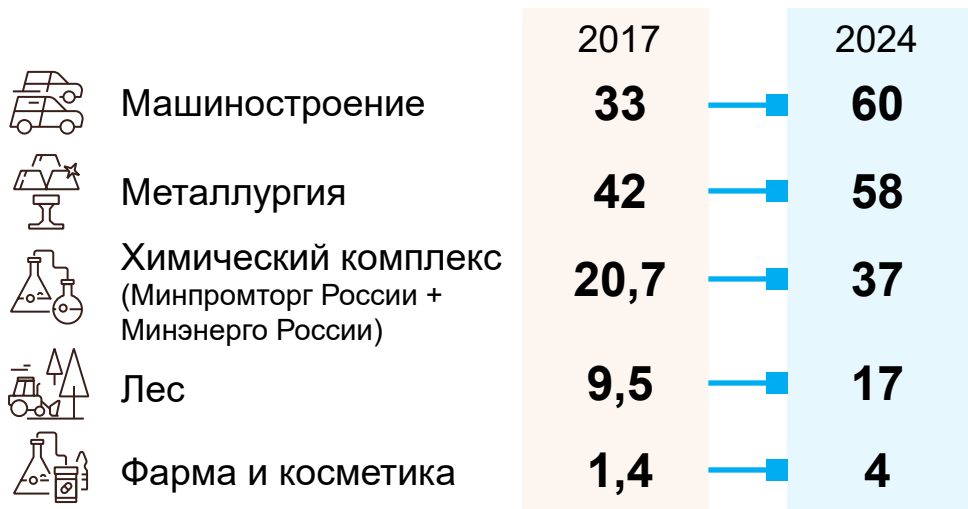 2017 2024
Машиностроение 33 60
Металлургия 42 58
Химический комплекс
(Минпромторг России +
Минэнерго России) 20,7 37
Лес 9,5 17
Фарма и косметика 1,4 4